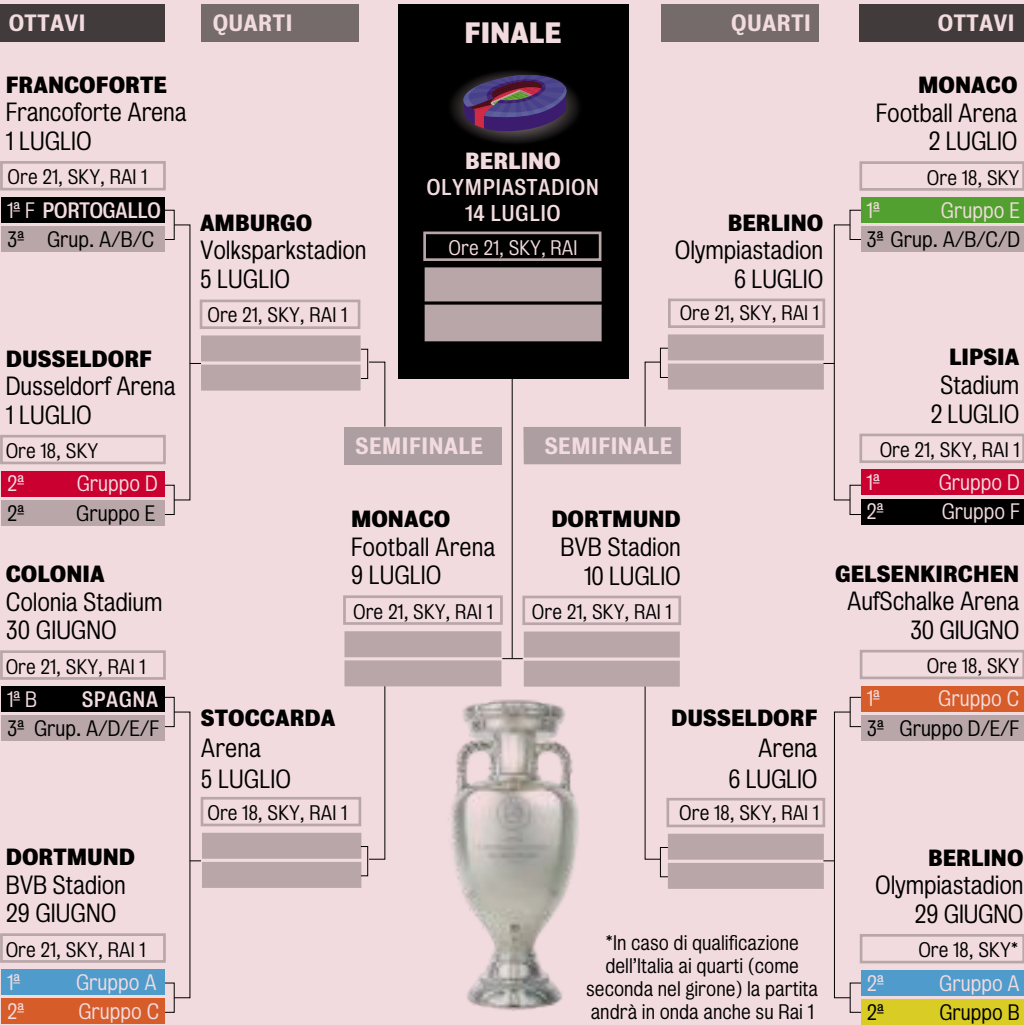 OTTAVI
QUARTI
FINALE
QUARTI
OTTAVI
FRANCOFORTE
Francoforte Arena
1 LUGLIO
Ore 21, SKY, RAI 1
1ª F PORTOGALLO
3ª Grup. A/B/C
DUSSELDORF
Dusseldorf Arena
1 LUGLIO
Ore 18, SKY
2ª Gruppo D
2ª Gruppo E
COLONIA
Colonia Stadium
30 GIUGNO
Ore 21, SKY, RAI 1
1ª B SPAGNA
3ª Grup. A/D/E/F
DORTMUND
BVB Stadion
29 GIUGNO
Ore 21, SKY, RAI 1
1ª Gruppo A
2ª Gruppo C
AMBURGO
Volksparkstadion
5 LUGLIO
Ore 21, SKY, RAI 1
STOCCARDA
Arena
5 LUGLIO
Ore 18, SKY, RAI 1
BERLINO
OLYMPIASTADION
14 LUGLIO
Ore 21, SKY, RAI
SEMIFINALE
MONACO
Football Arena
9 LUGLIO
Ore 21, SKY, RAI 1
SEMIFINALE
DORTMUND
BVB Stadion
10 LUGLIO
Ore 21, SKY, RAI 1
BERLINO
Olympiastadion
6 LUGLIO
Ore 21, SKY, RAI 1
DUSSELDORF
Arena
6 LUGLIO
Ore 18, SKY, RAI 1
MONACO
Football Arena
2 LUGLIO
Ore 18, SKY
1ª Gruppo E
3ª Grup. A/B/C/D
LIPSIA
Stadium
2 LUGLIO
Ore 21, SKY, RAI 1
1ª Gruppo D
2ª Gruppo F
GELSENKIRCHEN
AufSchalke Arena
30 GIUGNO
Ore 18, SKY
1ª Gruppo C
3ª Gruppo D/E/F
BERLINO
Olympiastadion
29 GIUGNO
Ore 18, SKY*
2ª Gruppo A
2ª Gruppo B
*In caso di qualificazione
dell'Italia ai quarti (come
seconda nel girone) la partita
andrà in onda anche su Rai 1